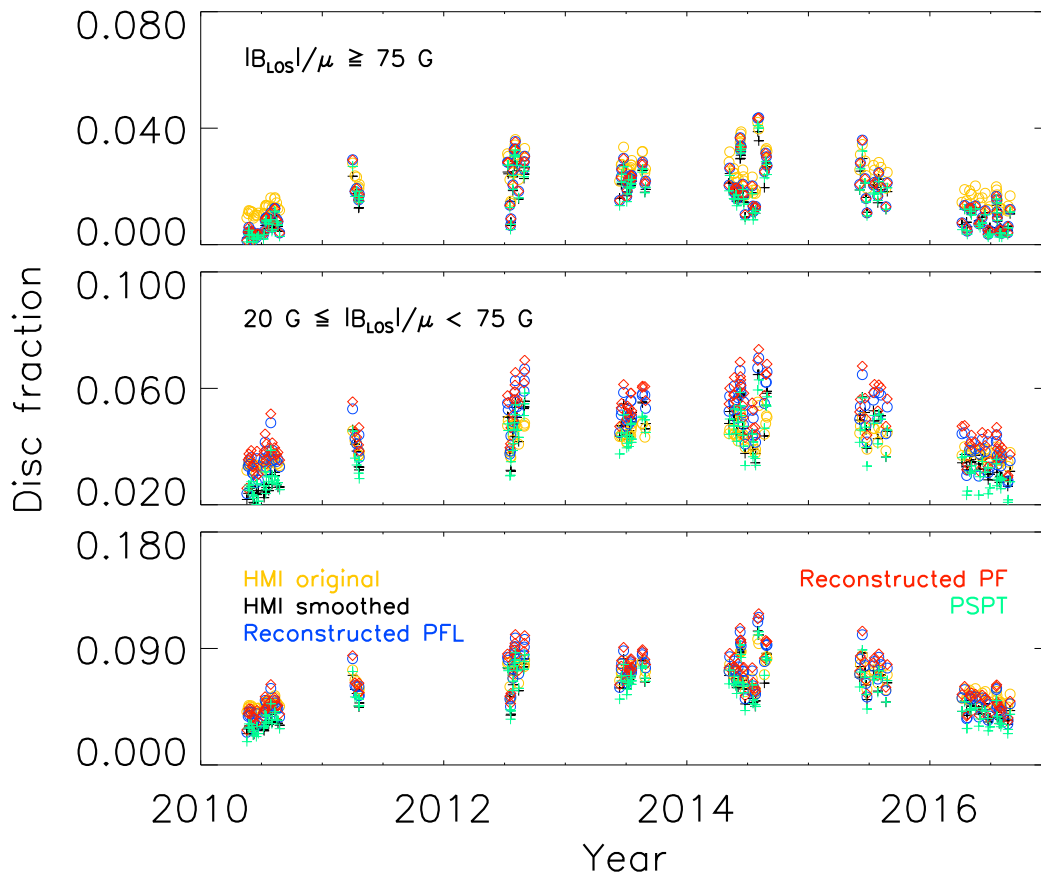 0.080
|B_LOS|/μ ≧ 75 G
0.040
0.000
0.100
20 G ≦ |B_LOS|/μ < 75 G
0.060
0.020
Disc fraction
0.180
HMI original
HMI smoothed
Reconstructed PFL
Reconstructed PF
PSPT
0.090
0.000
2010 2012 2014 2016
Year